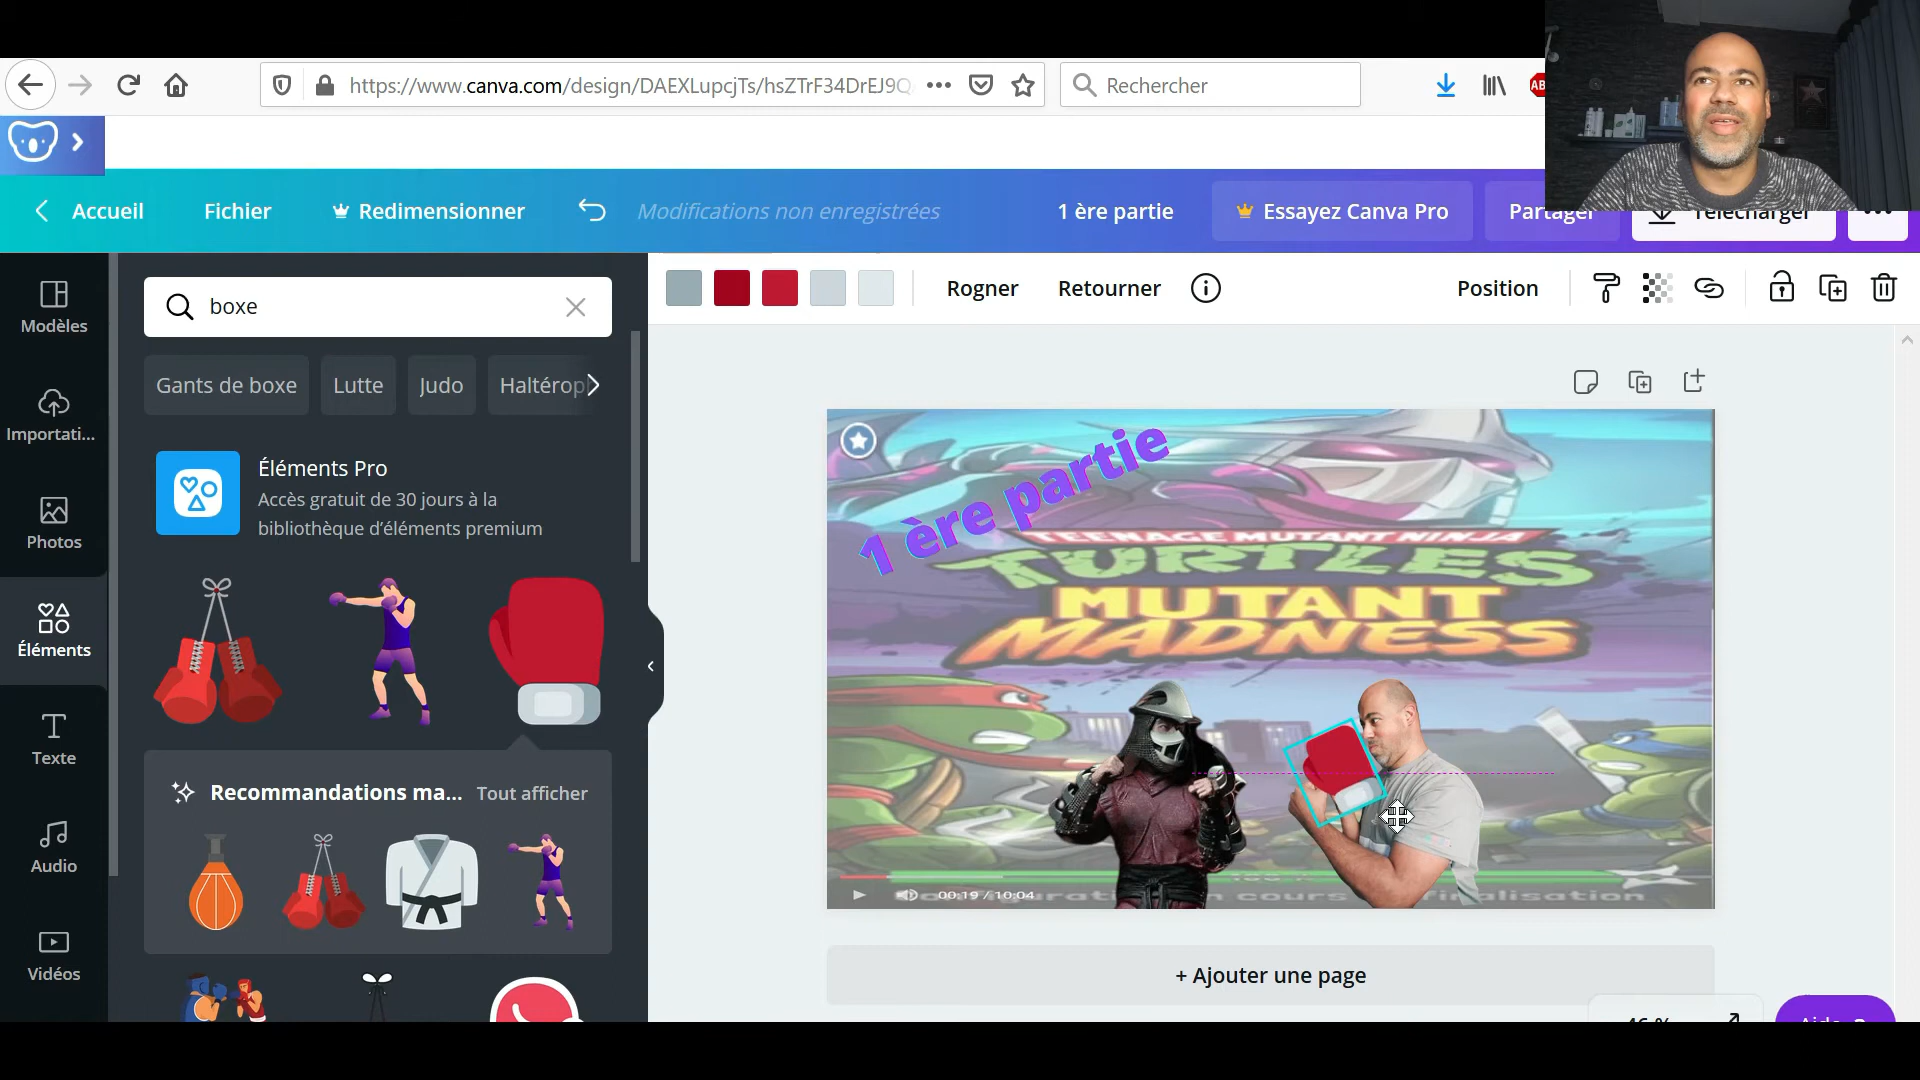 https://www.canva.com/design/DAEXLupcjTs/hsZTrF34DrEJ9Q
Rechercher
Accueil
Fichier
Redimensionner
Modifications non enregistrées
1 ère partie
Essayez Canva Pro
Partager
Télécharger
Modèles
Importati...
Photos
Éléments
Texte
Audio
Vidéos
boxe
Gants de boxe
Lutte
Judo
Haltérop
Éléments Pro
Accès gratuit de 30 jours à la
bibliothèque d'éléments premium
Recommandations ma...
Tout afficher
Rogner
Retourner
Position
1 ère partie
TEENAGE MUTANT NINJA
TURTLES
MUTANT
MADNESS
00:19 / 10:04
+ Ajouter une page